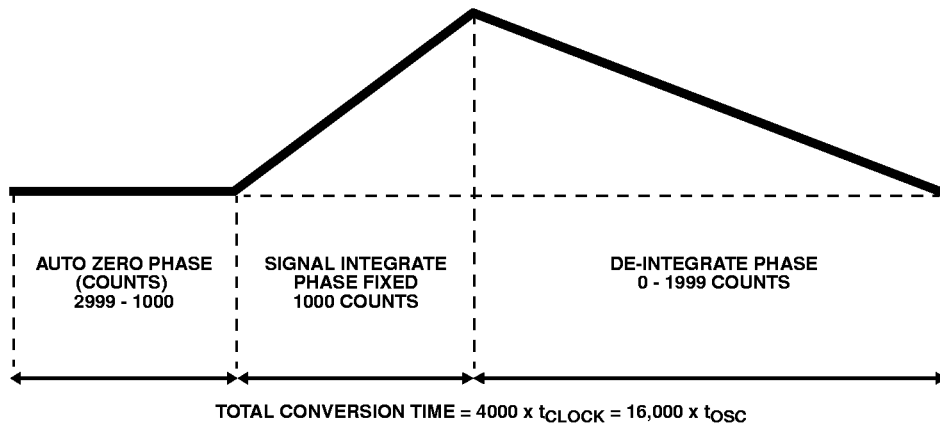 AUTO ZERO PHASE
(COUNTS)
2999 - 1000
SIGNAL INTEGRATE
PHASE FIXED
1000 COUNTS
DE-INTEGRATE PHASE
0 - 1999 COUNTS
TOTAL CONVERSION TIME = 4000 x tCLOCK = 16,000 x tOSC